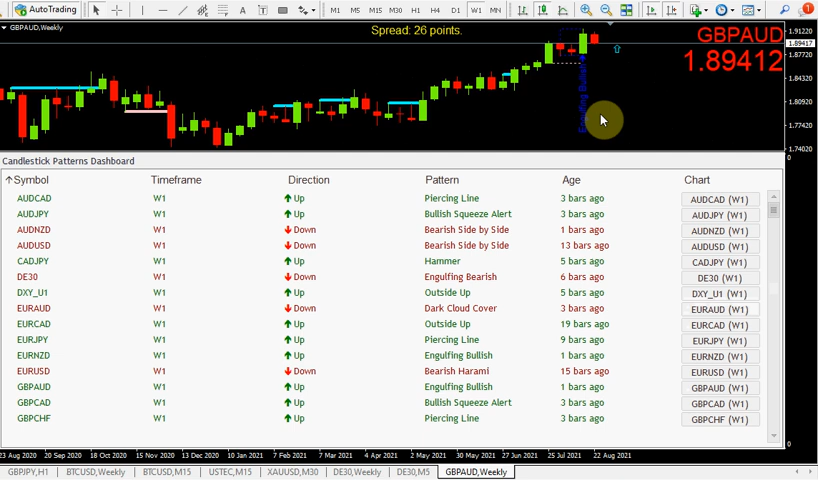 AutoTrading A T M1 M5 M15 M30 H1 H4 D1 W1 MN 1
GBPAUD,Weekly
Spread: 26 points.
GBPAUD
1.89412
Engulfing Bullish
1.91220
1.89417
1.87720
1.84320
1.80920
1.77420
1.74020
Candlestick Patterns Dashboard
0
Symbol Timeframe Direction Pattern Age Chart
AUDCAD W1 Up Piercing Line 3 bars ago AUDCAD (W1)
AUDJPY W1 Up Bullish Squeeze Alert 3 bars ago AUDJPY (W1)
AUDNZD W1 Down Bearish Side by Side 1 bars ago AUDNZD (W1)
AUDUSD W1 Down Bearish Side by Side 13 bars ago AUDUSD (W1)
CADJPY W1 Up Hammer 5 bars ago CADJPY (W1)
DE30 W1 Down Engulfing Bearish 6 bars ago DE30 (W1)
DXY_U1 W1 Up Outside Up 5 bars ago DXY_U1 (W1)
EURAUD W1 Down Dark Cloud Cover 3 bars ago EURAUD (W1)
EURCAD W1 Up Outside Up 19 bars ago EURCAD (W1)
EURJPY W1 Up Piercing Line 9 bars ago EURJPY (W1)
EURNZD W1 Up Engulfing Bullish 1 bars ago EURNZD (W1)
EURUSD W1 Down Bearish Harami 15 bars ago EURUSD (W1)
GBPAUD W1 Up Engulfing Bullish 1 bars ago GBPAUD (W1)
GBPCAD W1 Up Bullish Squeeze Alert 3 bars ago GBPCAD (W1)
GBPCHF W1 Up Piercing Line 3 bars ago GBPCHF (W1)
0
23 Aug 2020 20 Sep 2020 18 Oct 2020 15 Nov 2020 13 Dec 2020 10 Jan 2021 7 Feb 2021 7 Mar 2021 4 Apr 2021 2 May 2021 30 May 2021 27 Jun 2021 25 Jul 2021 22 Aug 2021
GBPJPY,H1 BTCUSD,Weekly BTCUSD,M15 USTEC,M15 XAUUSD,M30 DE30,Weekly DE30,M5 GBPAUD,Weekly